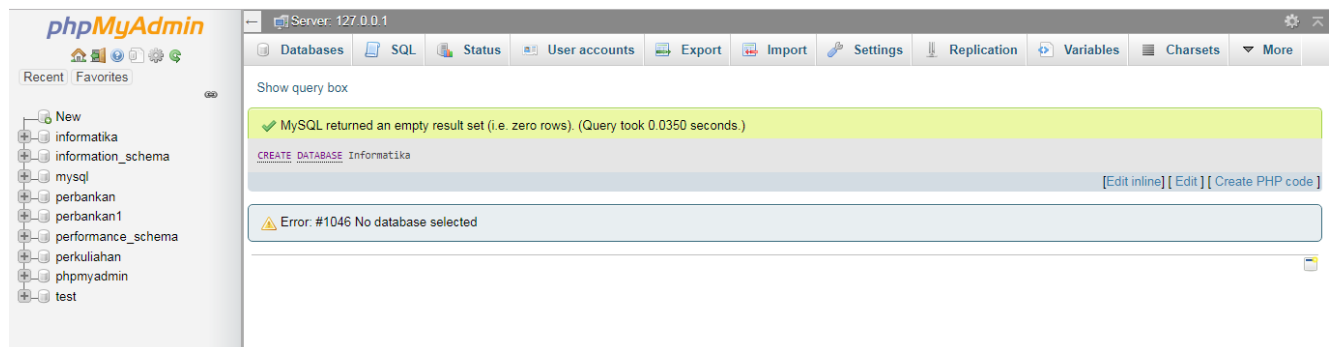 phpMyAdmin
Recent Favorites
New
informatika
information_schema
mysql
perbankan
perbankan1
performance_schema
perkuliahan
phpmyadmin
test
Server: 127.0.0.1
Databases SQL Status User accounts Export Import Settings Replication Variables Charsets More
Show query box
MySQL returned an empty result set (i.e. zero rows). (Query took 0.0350 seconds.)
CREATE DATABASE Informatika
[Edit inline] [ Edit ] [ Create PHP code ]
Error: #1046 No database selected